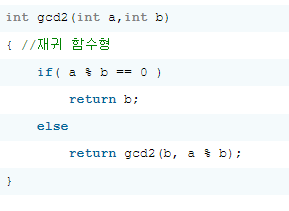 int gcd2(int a,int b)
{ //재귀 함수형
if( a % b == 0 )
return b;
else
return gcd2(b, a % b);
}